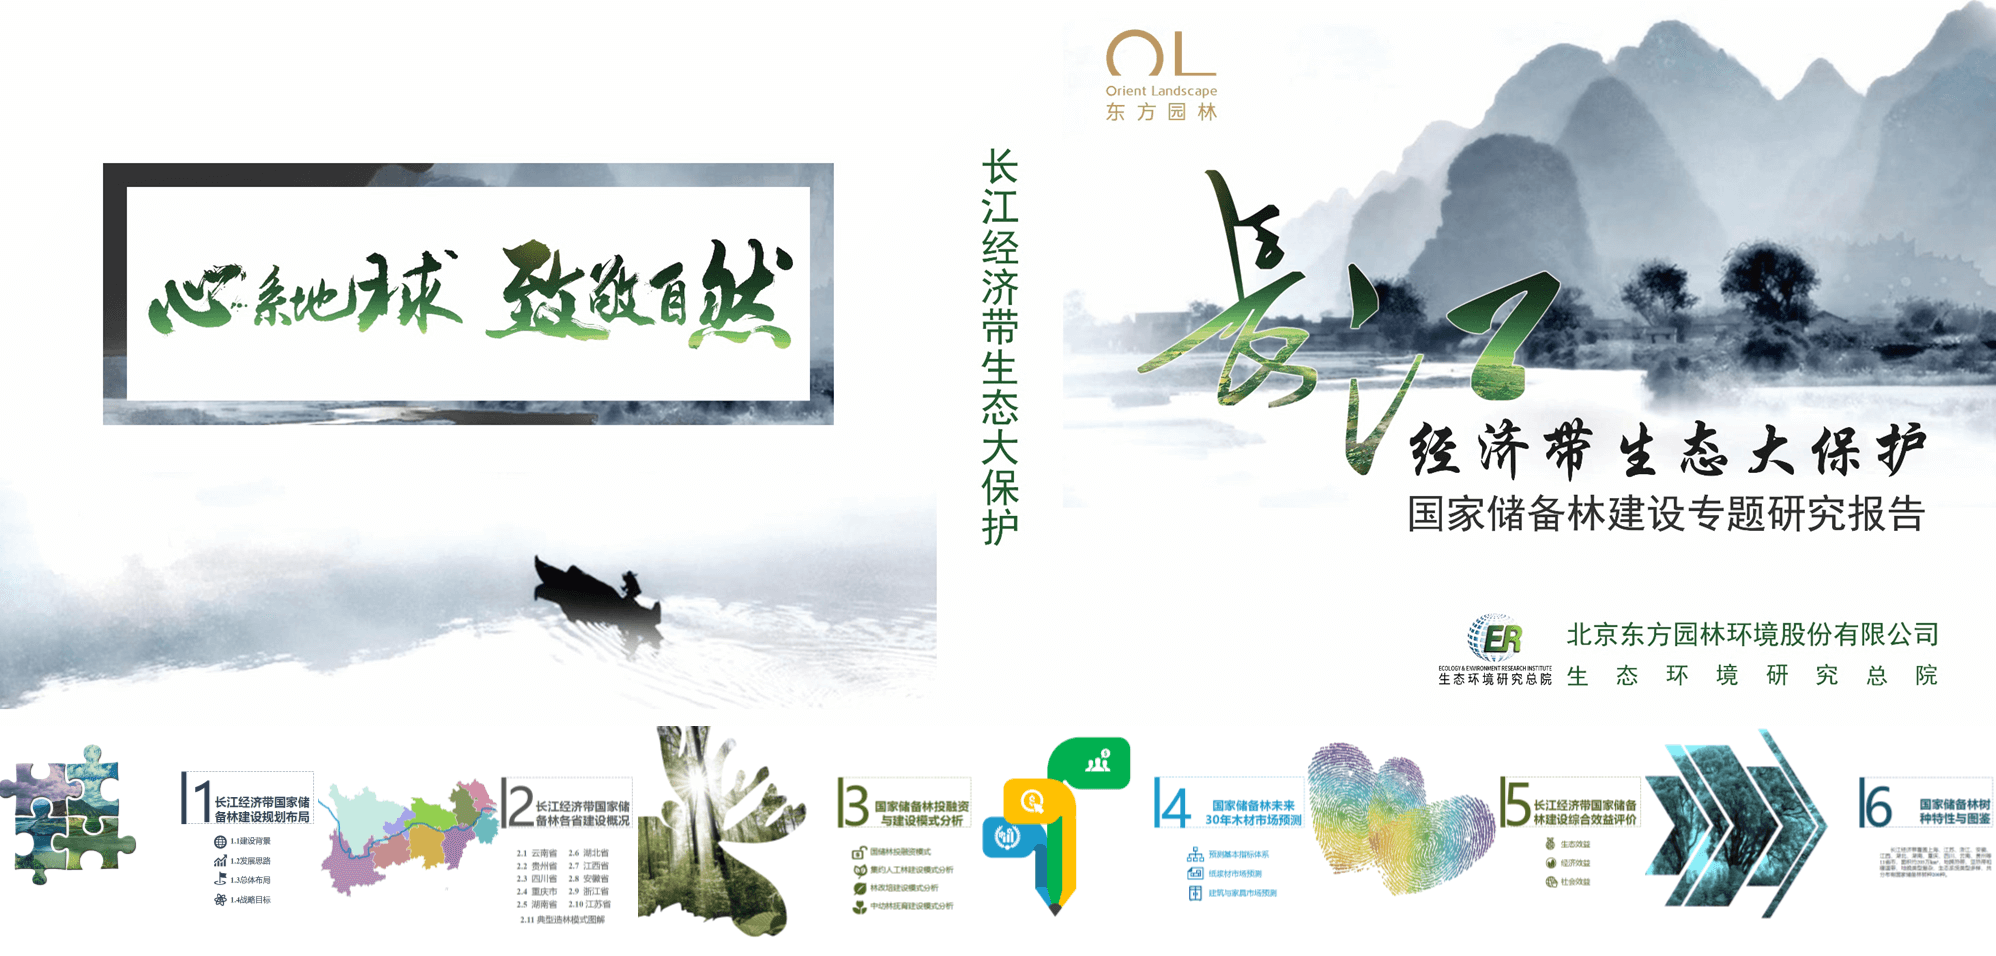 心系地球 致敬自然
长江经济带生态大保护
OL
Orient Landscape
东方园林
长江
经济带生态大保护
国家储备林建设专题研究报告
ER
ECOLOGY & ENVIRONMENT RESEARCH INSTITUTE
生态环境研究总院
北京东方园林环境股份有限公司
生态环境研究总院
1
长江经济带国家储
备林建设规划布局
1.1建设背景
1.2发展思路
1.3总体布局
1.4战略目标
2
长江经济带国家储
备林各省建设概况
2.1 云南省 2.6 湖北省
2.2 贵州省 2.7 江西省
2.3 四川省 2.8 安徽省
2.4 重庆市 2.9 浙江省
2.5 湖南省 2.10 江苏省
2.11 典型造林模式图解
3
国家储备林投融资
与建设模式分析
国储林投融资模式
集约人工林建设模式分析
林改培建设模式分析
中幼林抚育建设模式分析
4
国家储备林未来
30年木材市场预测
预测基本指标体系
纸浆材市场预测
建筑与家具市场预测
5
长江经济带国家储备
林建设综合效益评价
生态效益
经济效益
社会效益
6
国家储备林树
种特性与图鉴